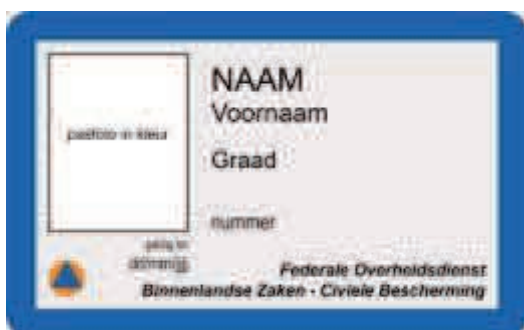 NAAM
Voornaam
pasfoto in kleur
Graad
nummer
Federale Overheidsdienst
Binnenlandse Zaken - Civiele Bescherming